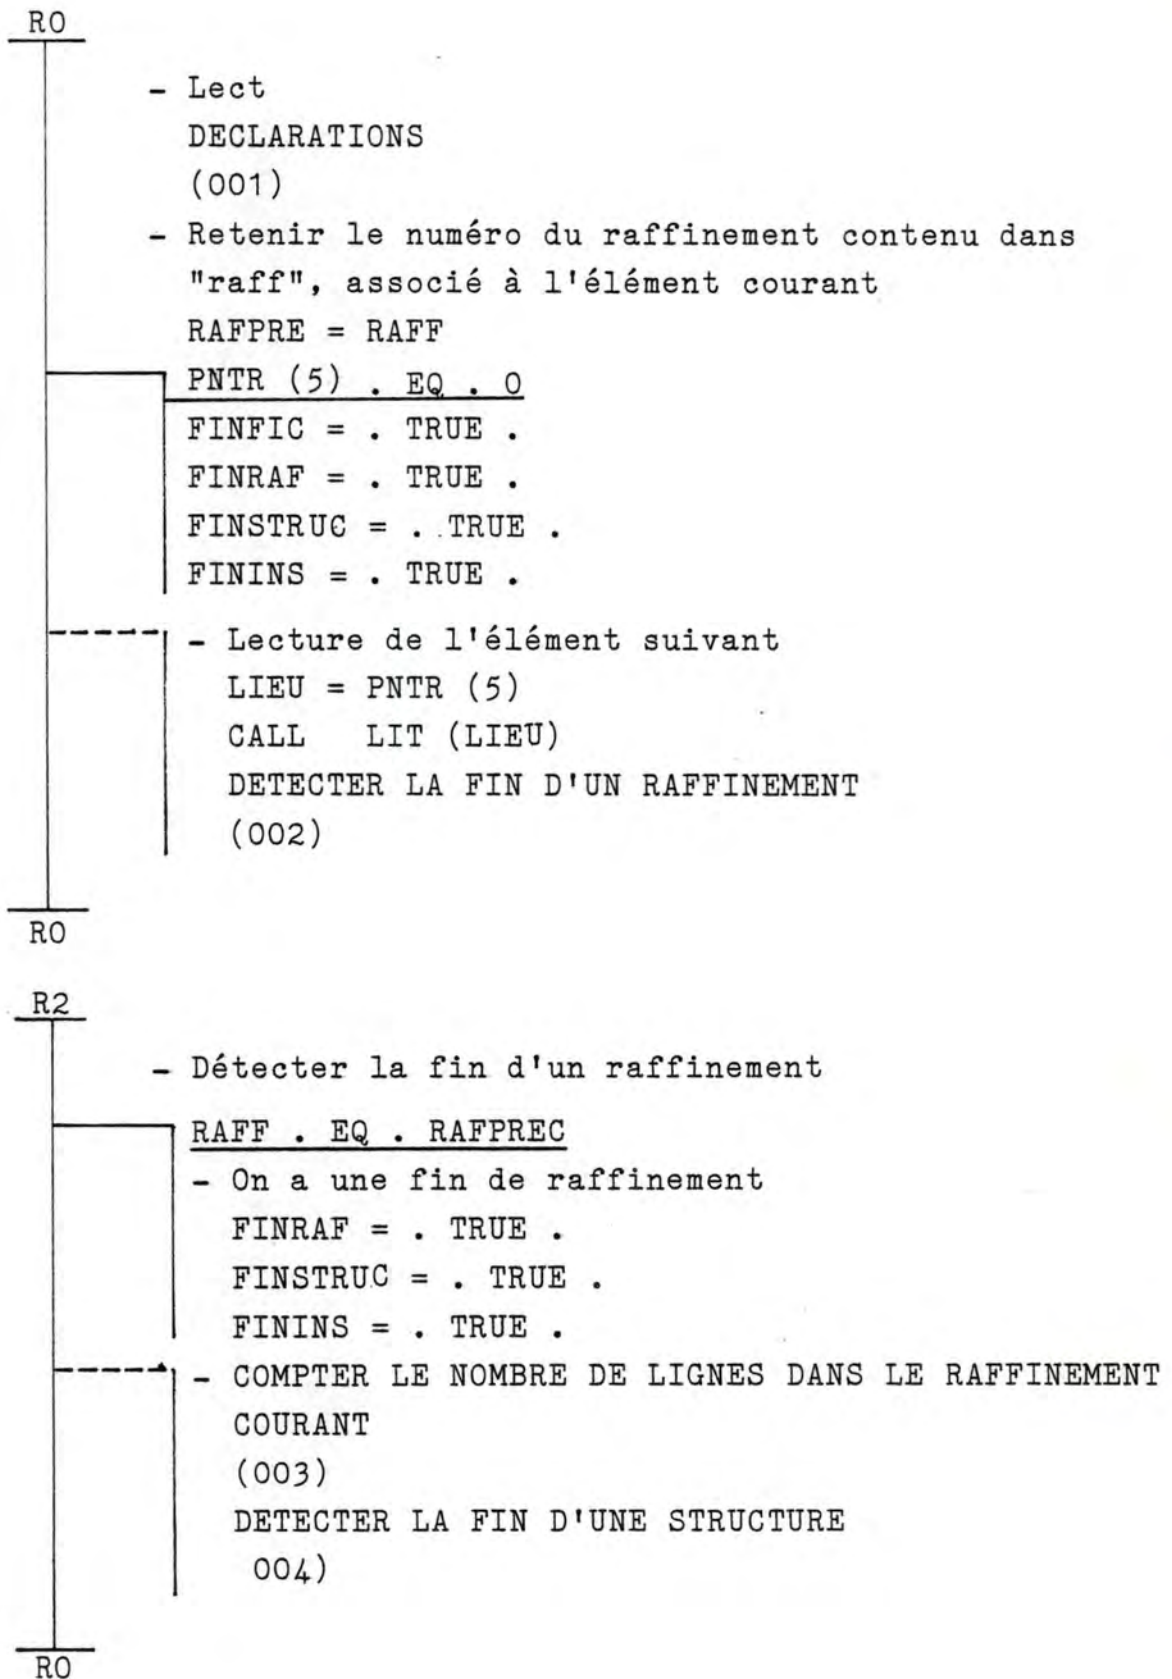 RO
- Lect
DECLARATIONS
(001)
- Retenir le numéro du raffinement contenu dans
"raff", associé à l'élément courant
RAFPRE = RAFF
PNTR (5) . EQ . 0
FINFIC = . TRUE .
FINRAF = . TRUE .
FINSTRUC = . TRUE .
FININS = . TRUE .
- Lecture de l'élément suivant
LIEU = PNTR (5)
CALL LIT (LIEU)
DETECTER LA FIN D'UN RAFFINEMENT
(002)
RO
R2
- Détecter la fin d'un raffinement
RAFF . EQ . RAFPREC
- On a une fin de raffinement
FINRAF = . TRUE .
FINSTRUC = . TRUE .
FININS = . TRUE .
- COMPTER LE NOMBRE DE LIGNES DANS LE RAFFINEMENT
COURANT
(003)
DETECTER LA FIN D'UNE STRUCTURE
004)
RO